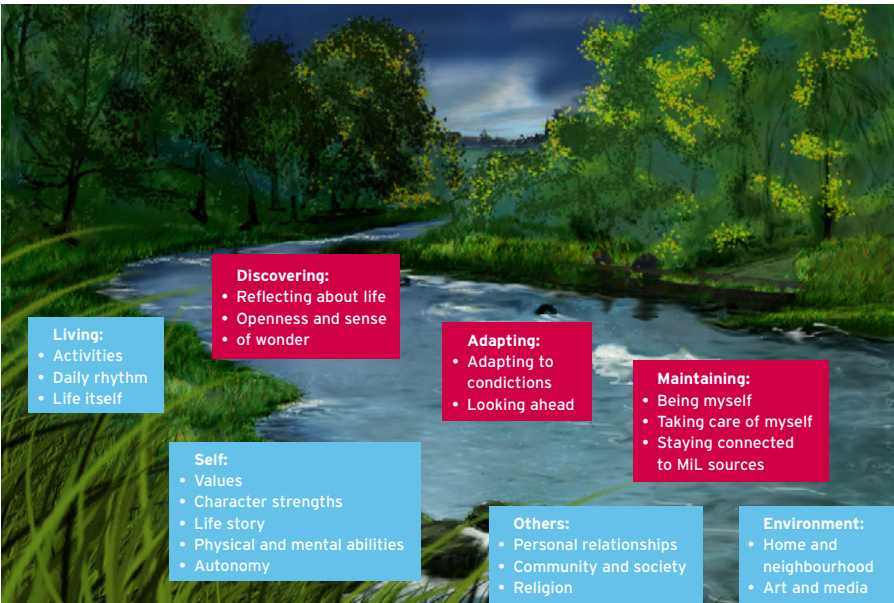 Discovering:
• Reflecting about life
• Openness and sense
• of wonder
Living:
• Activities
• Daily rhythm
• Life itself
Adapting:
• Adapting to
condictions
• Looking ahead
Maintaining:
• Being myself
• Taking care of myself
• Staying connected
to MiL sources
Self:
• Values
• Character strengths
• Life story
• Physical and mental abilities
• Autonomy
Others:
• Personal relationships
• Community and society
• Religion
Environment:
• Home and
neighbourhood
• Art and media